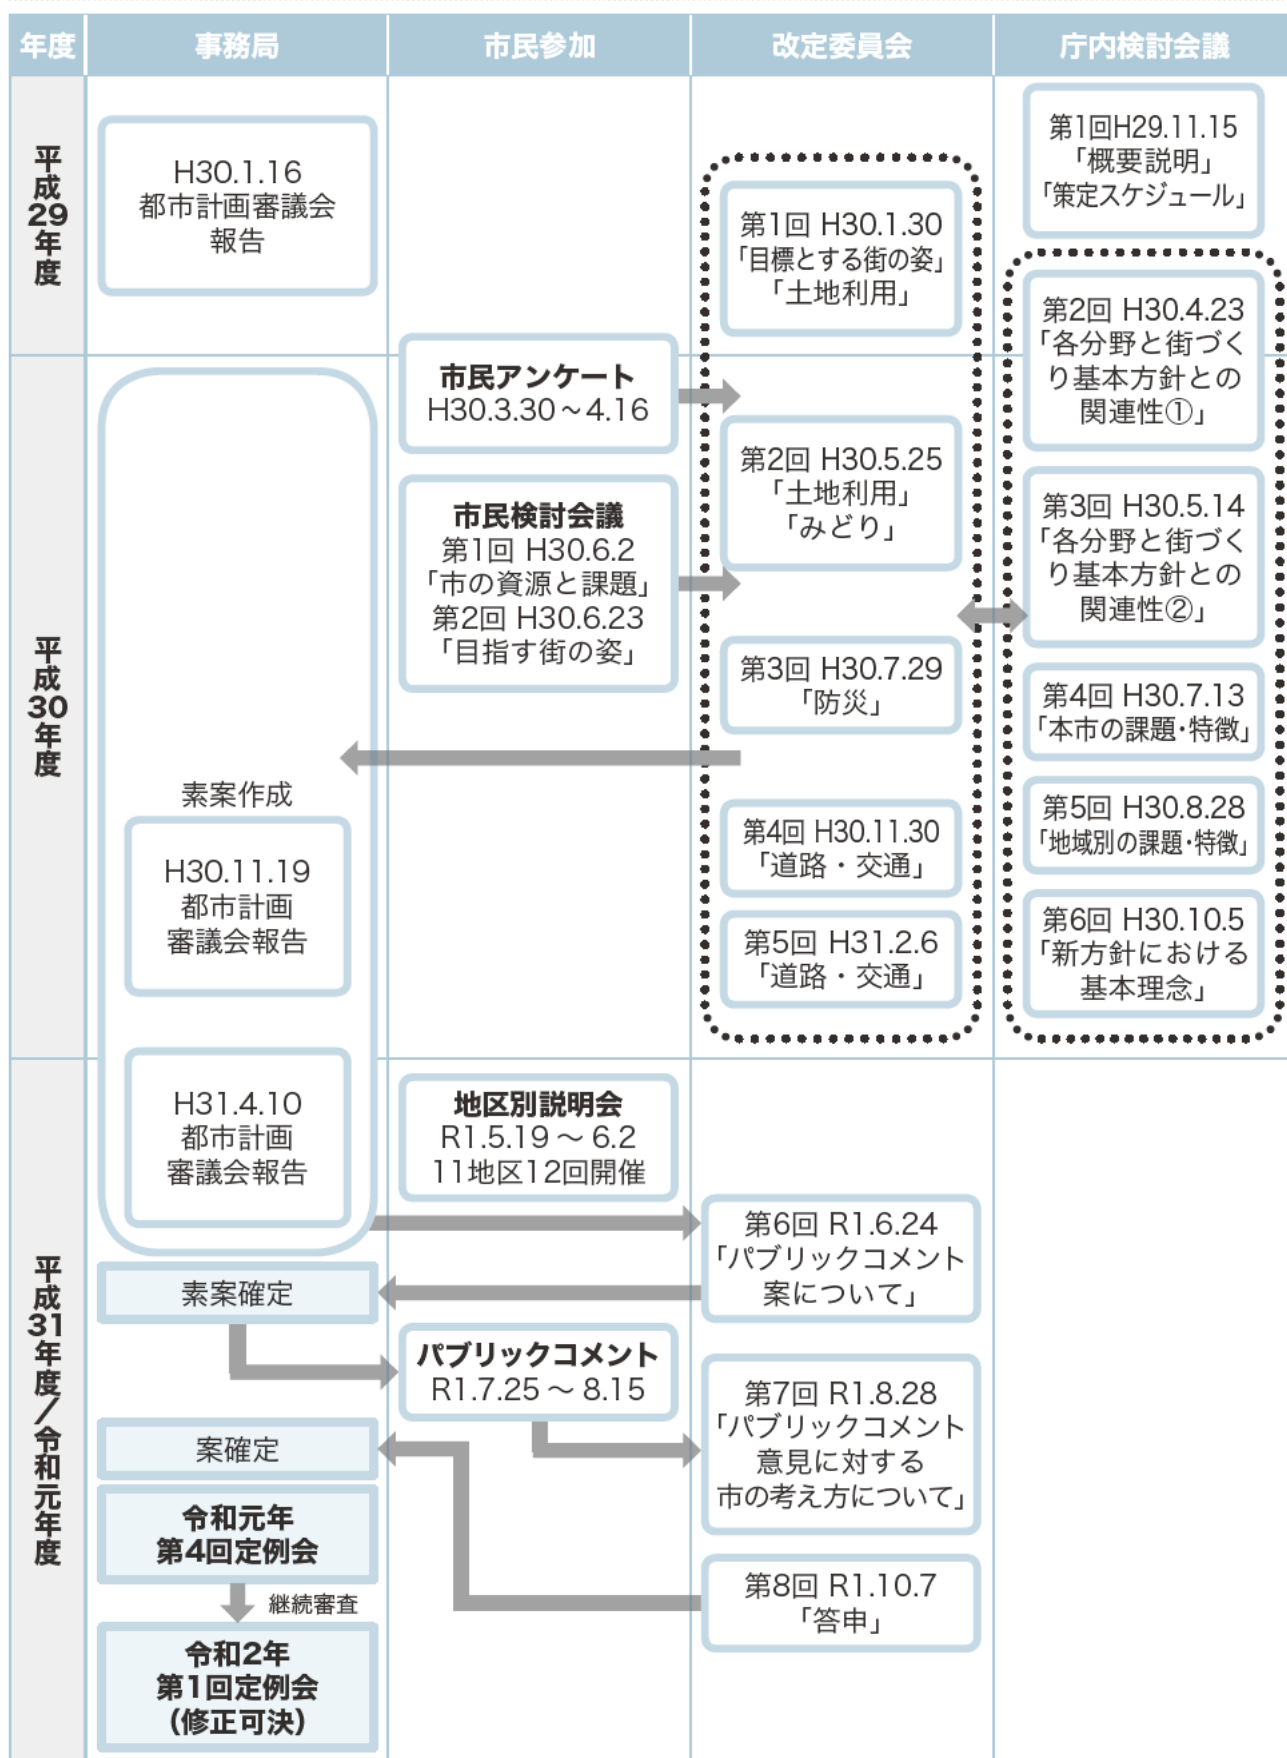 年度
事務局
市民参加
改定委員会
庁内検討会議
平成29年度
H30.1.16
都市計画審議会
報告
第1回 H30.1.30
「目標とする街の姿」
「土地利用」
第1回H29.11.15
「概要説明」
「策定スケジュール」
第2回 H30.4.23
「各分野と街づく
り基本方針との
関連性①」
平成30年度
市民アンケート
H30.3.30～4.16
市民検討会議
第1回 H30.6.2
「市の資源と課題」
第2回 H30.6.23
「目指す街の姿」
第2回 H30.5.25
「土地利用」
「みどり」
第3回 H30.7.29
「防災」
第4回 H30.11.30
「道路・交通」
第5回 H31.2.6
「道路・交通」
第3回 H30.5.14
「各分野と街づく
り基本方針との
関連性②」
第4回 H30.7.13
「本市の課題・特徴」
第5回 H30.8.28
「地域別の課題・特徴」
第6回 H30.10.5
「新方針における
基本理念」
素案作成
H30.11.19
都市計画
審議会報告
平成31年度／令和元年度
H31.4.10
都市計画
審議会報告
地区別説明会
R1.5.19 ～ 6.2
11地区12回開催
第6回 R1.6.24
「パブリックコメント
案について」
素案確定
パブリックコメント
R1.7.25 ～ 8.15
第7回 R1.8.28
「パブリックコメント
意見に対する
市の考え方について」
案確定
第8回 R1.10.7
「答申」
令和元年
第4回定例会
継続審査
令和2年
第1回定例会
（修正可決）